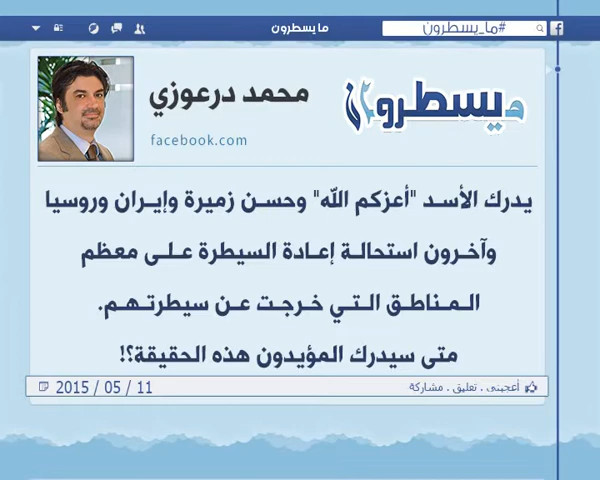 ما يسطرون
#ما_يسطرون
ما يسطرون
محمد درعوزي
facebook.com
يدرك الأسد "أعزكم الله" وحسن زميرة وإيران وروسيا
وآخرون استحالة إعادة السيطرة على معظم
المناطق التي خرجت عن سيطرتهم.
متى سيدرك المؤيدون هذه الحقيقة؟!
أعجبني . تعليق . مشاركة
2015 / 05 / 11